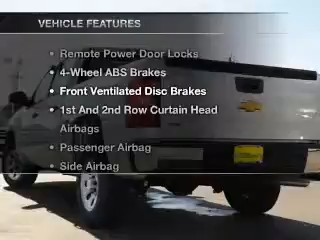 VEHICLE FEATURES
• Remote Power Door Locks
• 4-Wheel ABS Brakes
• Front Ventilated Disc Brakes
• 1st And 2nd Row Curtain Head
Airbags
• Passenger Airbag
• Side Airbag